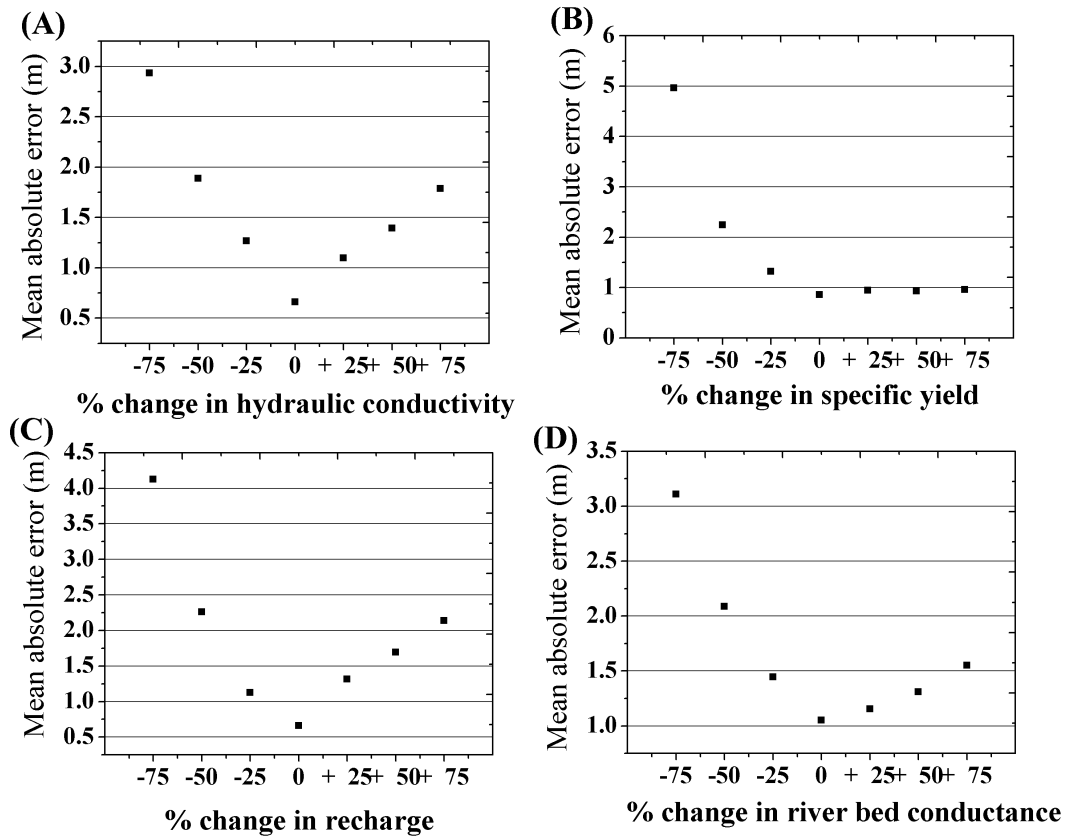 (A)
Mean absolute error (m)
3.0
2.5
2.0
1.5
1.0
0.5
-75 -50 -25 0 + 25+ 50+ 75
% change in hydraulic conductivity
(B)
Mean absolute error (m)
6
5
4
3
2
1
0
-75 -50 -25 0 + 25+ 50+ 75
% change in specific yield
(C)
Mean absolute error (m)
4.5
4.0
3.5
3.0
2.5
2.0
1.5
1.0
0.5
-75 -50 -25 0 + 25+ 50+ 75
% change in recharge
(D)
Mean absolute error (m)
3.5
3.0
2.5
2.0
1.5
1.0
-75 -50 -25 0 + 25+ 50+ 75
% change in river bed conductance